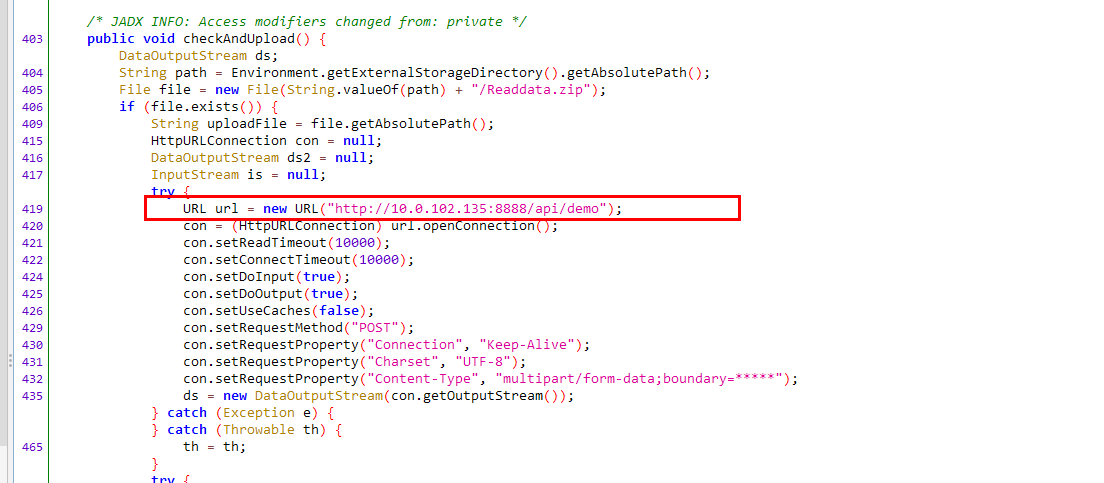 /* JADX INFO: Access modifiers changed from: private */
403 public void checkAndUpload() {
DataOutputStream ds;
404 String path = Environment.getExternalStorageDirectory().getAbsolutePath();
405 File file = new File(String.valueOf(path) + "/Readdata.zip");
406 if (file.exists()) {
409 String uploadFile = file.getAbsolutePath();
415 HttpURLConnection con = null;
416 DataOutputStream ds2 = null;
417 InputStream is = null;
try {
419 URL url = new URL("http://10.0.102.135:8888/api/demo");
420 con = (HttpURLConnection) url.openConnection();
421 con.setReadTimeout(10000);
422 con.setConnectTimeout(10000);
424 con.setDoInput(true);
425 con.setDoOutput(true);
426 con.setUseCaches(false);
429 con.setRequestMethod("POST");
430 con.setRequestProperty("Connection", "Keep-Alive");
431 con.setRequestProperty("Charset", "UTF-8");
432 con.setRequestProperty("Content-Type", "multipart/form-data;boundary=*****");
435 ds = new DataOutputStream(con.getOutputStream());
} catch (Exception e) {
} catch (Throwable th) {
465 th = th;
}
try {